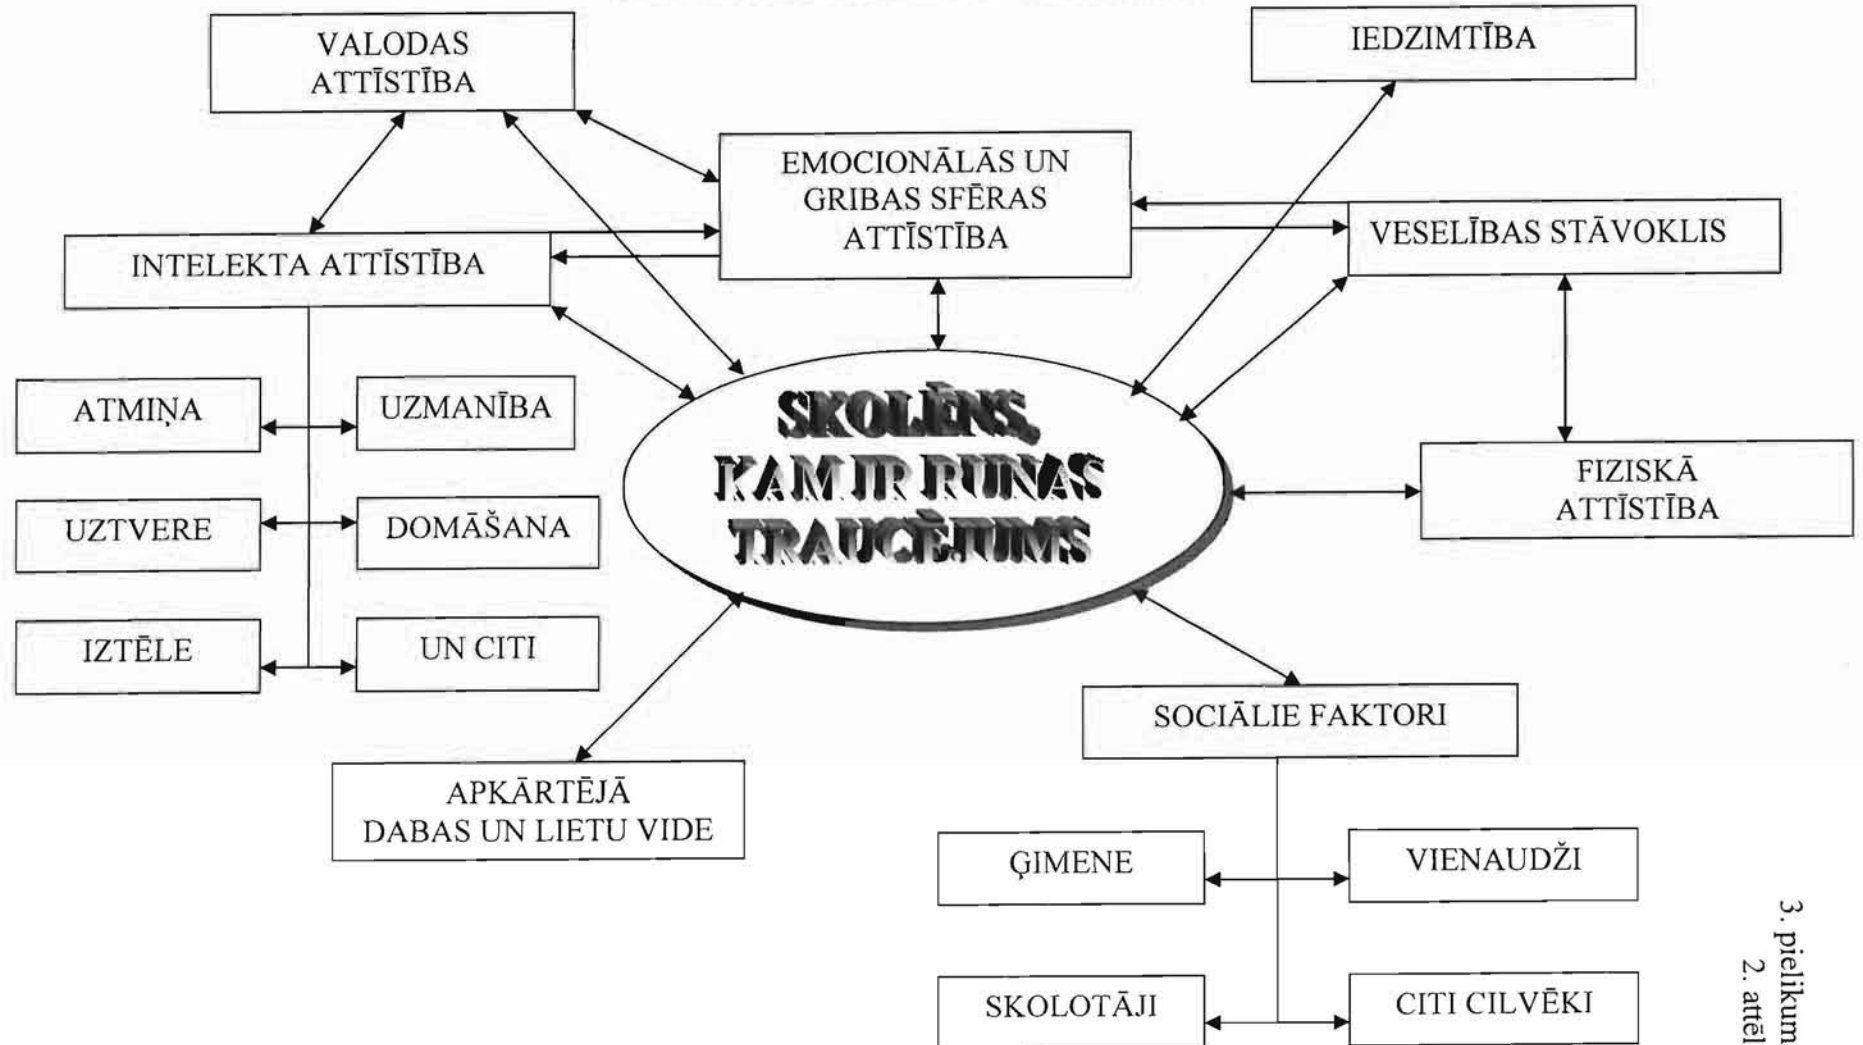 VALODAS
ATTĪSTĪBA
IEDZIMTĪBA
EMOCIONĀLĀS UN
GRIBAS SFĒRAS
ATTĪSTĪBA
VESELĪBAS STĀVOKLIS
INTELEKTA ATTĪSTĪBA
SKOLĒNS,
KAM IR RUNAS
TRAUCĒJUMS
ATMIŅA
UZMANĪBA
UZTVERE
DOMĀŠANA
IZTĒLE
UN CITI
FIZISKĀ
ATTĪSTĪBA
SOCIĀLIE FAKTORI
APKĀRTĒJĀ
DABAS UN LIETU VIDE
ĢIMENE
VIENAUDŽI
SKOLOTĀJI
CITI CILVĒKI
3. pielikum
2. attēl